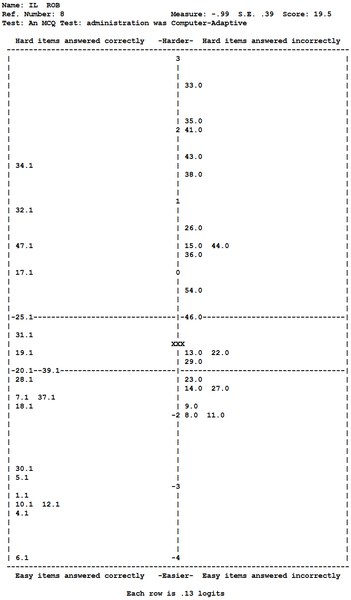 Name: IL ROB
Ref. Number: 8 Measure: -.99 S.E. .39 Score: 19.5
Test: An MCQ Test: administration was Computer-Adaptive
Hard items answered correctly -Harder- Hard items answered incorrectly
3
33.0
35.0
2 41.0
43.0
34.1
38.0
1
32.1
26.0
47.1 15.0 44.0
36.0
17.1 0
54.0
-25.1- -46.0-
31.1
XXX
19.1 13.0 22.0
29.0
-20.1--39.1-
28.1 23.0
14.0 27.0
7.1 37.1
18.1 9.0
-2 8.0 11.0
30.1
5.1
-3
1.1
10.1 12.1
4.1
6.1 -4
Easy items answered correctly -Easier- Easy items answered incorrectly
Each row is .13 logits